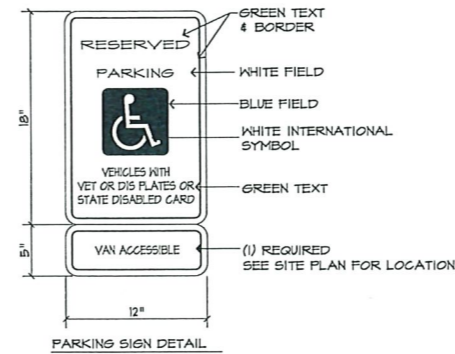 GREEN TEXT
& BORDER
RESERVED
PARKING
WHITE FIELD
BLUE FIELD
WHITE INTERNATIONAL
SYMBOL
18"
VEHICLES WITH
VET OR DIS PLATES OR
STATE DISABLED CARD
GREEN TEXT
VAN ACCESSIBLE
(1) REQUIRED
SEE SITE PLAN FOR LOCATION
5"
12"
PARKING SIGN DETAIL